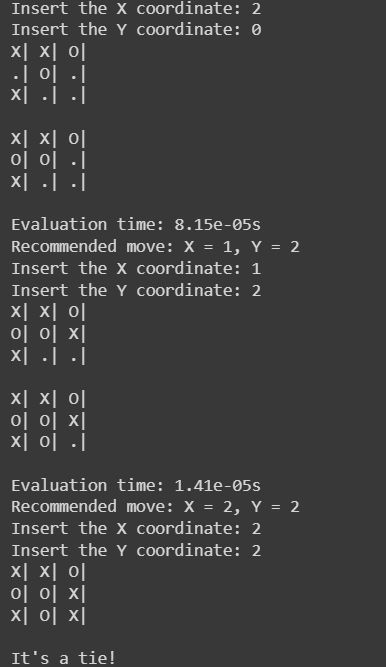 Insert the X coordinate: 2
Insert the Y coordinate: 0
X| X| O|
.| O| .|
X| .| .|

X| X| O|
O| O| .|
X| .| .|

Evaluation time: 8.15e-05s
Recommended move: X = 1, Y = 2
Insert the X coordinate: 1
Insert the Y coordinate: 2
X| X| O|
O| O| X|
X| .| .|

X| X| O|
O| O| X|
X| O| .|

Evaluation time: 1.41e-05s
Recommended move: X = 2, Y = 2
Insert the X coordinate: 2
Insert the Y coordinate: 2
X| X| O|
O| O| X|
X| O| X|

It's a tie!